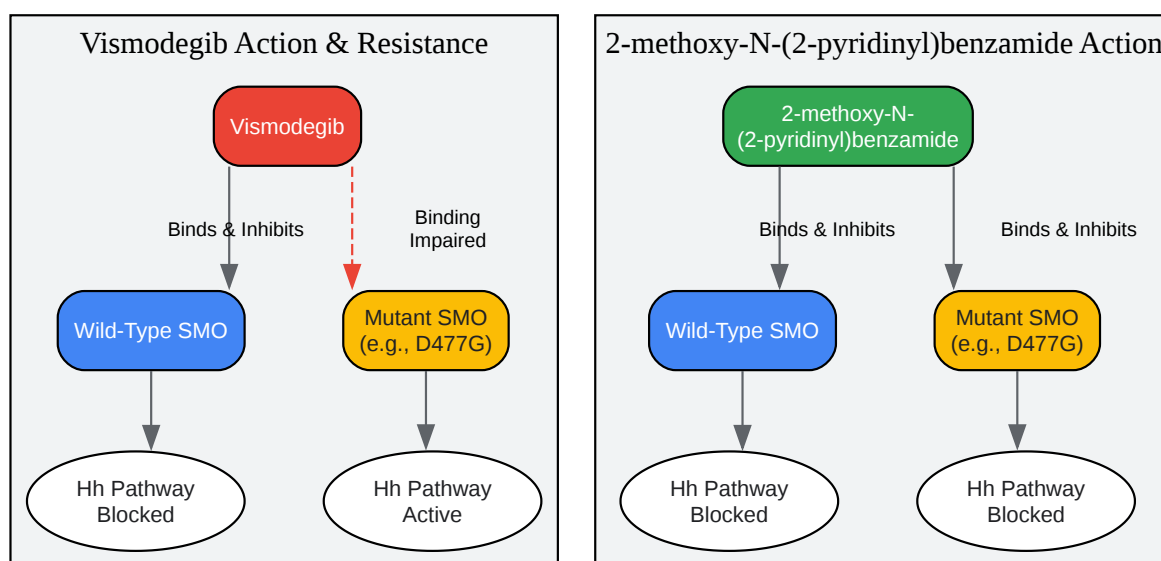 Vismodegib Action & Resistance
Vismodegib
Binds & Inhibits
Binding
Impaired
Wild-Type SMO
Mutant SMO
(e.g., D477G)
Hh Pathway
Blocked
Hh Pathway
Active
2-methoxy-N-(2-pyridinyl)benzamide Action
2-methoxy-N-
(2-pyridinyl)benzamide
Binds & Inhibits
Binds & Inhibits
Wild-Type SMO
Mutant SMO
(e.g., D477G)
Hh Pathway
Blocked
Hh Pathway
Blocked